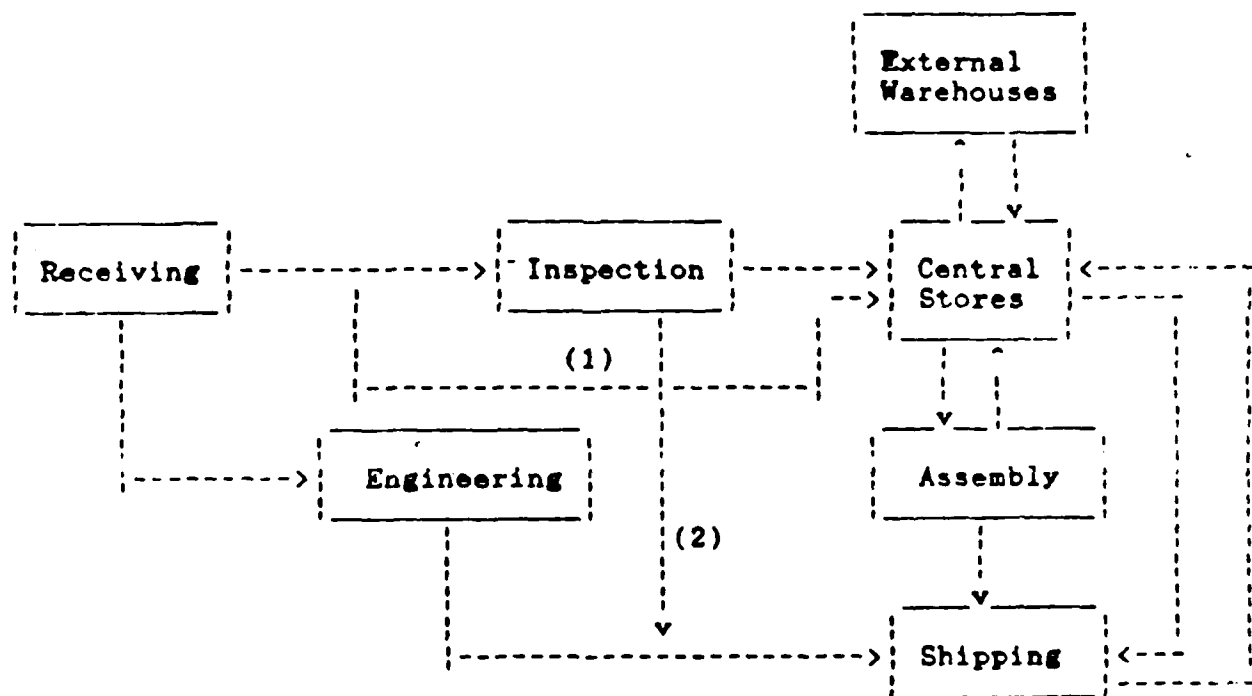 External
Warehouses
Receiving
Inspection
Central
Stores
(1)
Engineering
Assembly
(2)
Shipping